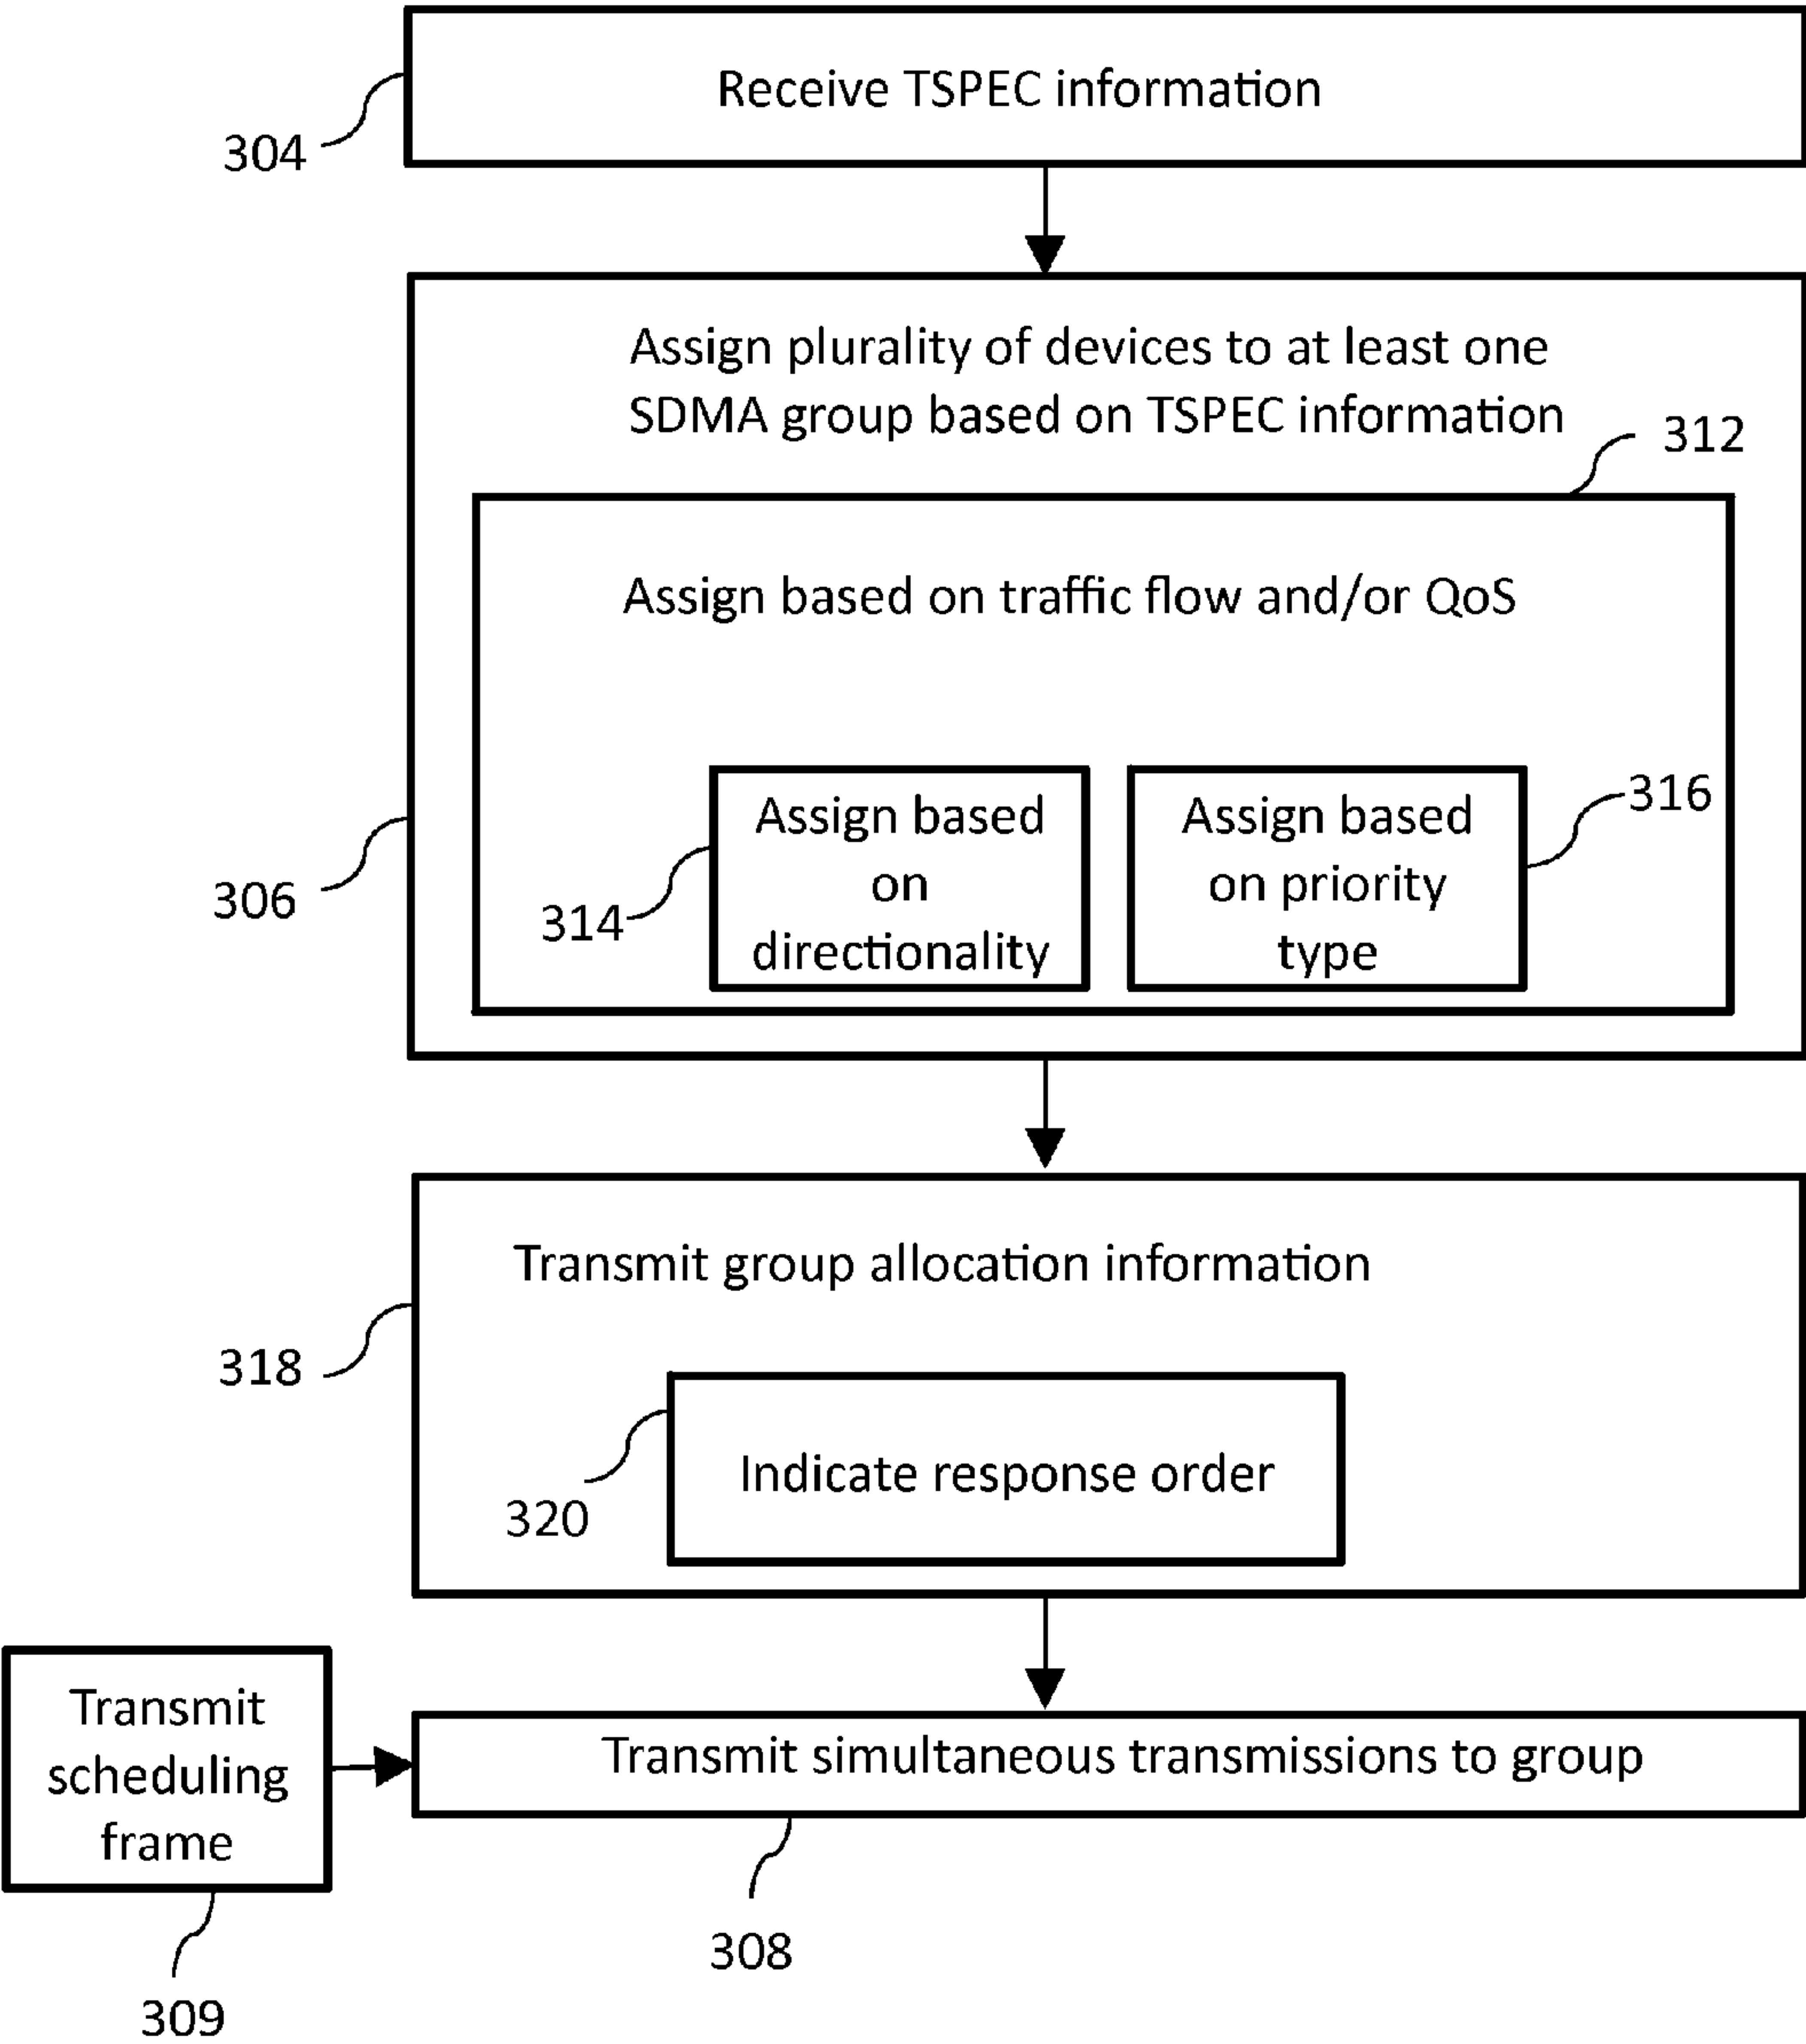 Receive TSPEC information
304
Assign plurality of devices to at least one
SDMA group based on TSPEC information
312
Assign based on traffic flow and/or QoS
Assign based
on
directionality
Assign based
on priority
type
316
306
314
Transmit group allocation information
318
Indicate response order
320
Transmit
scheduling
frame
Transmit simultaneous transmissions to group
308
309